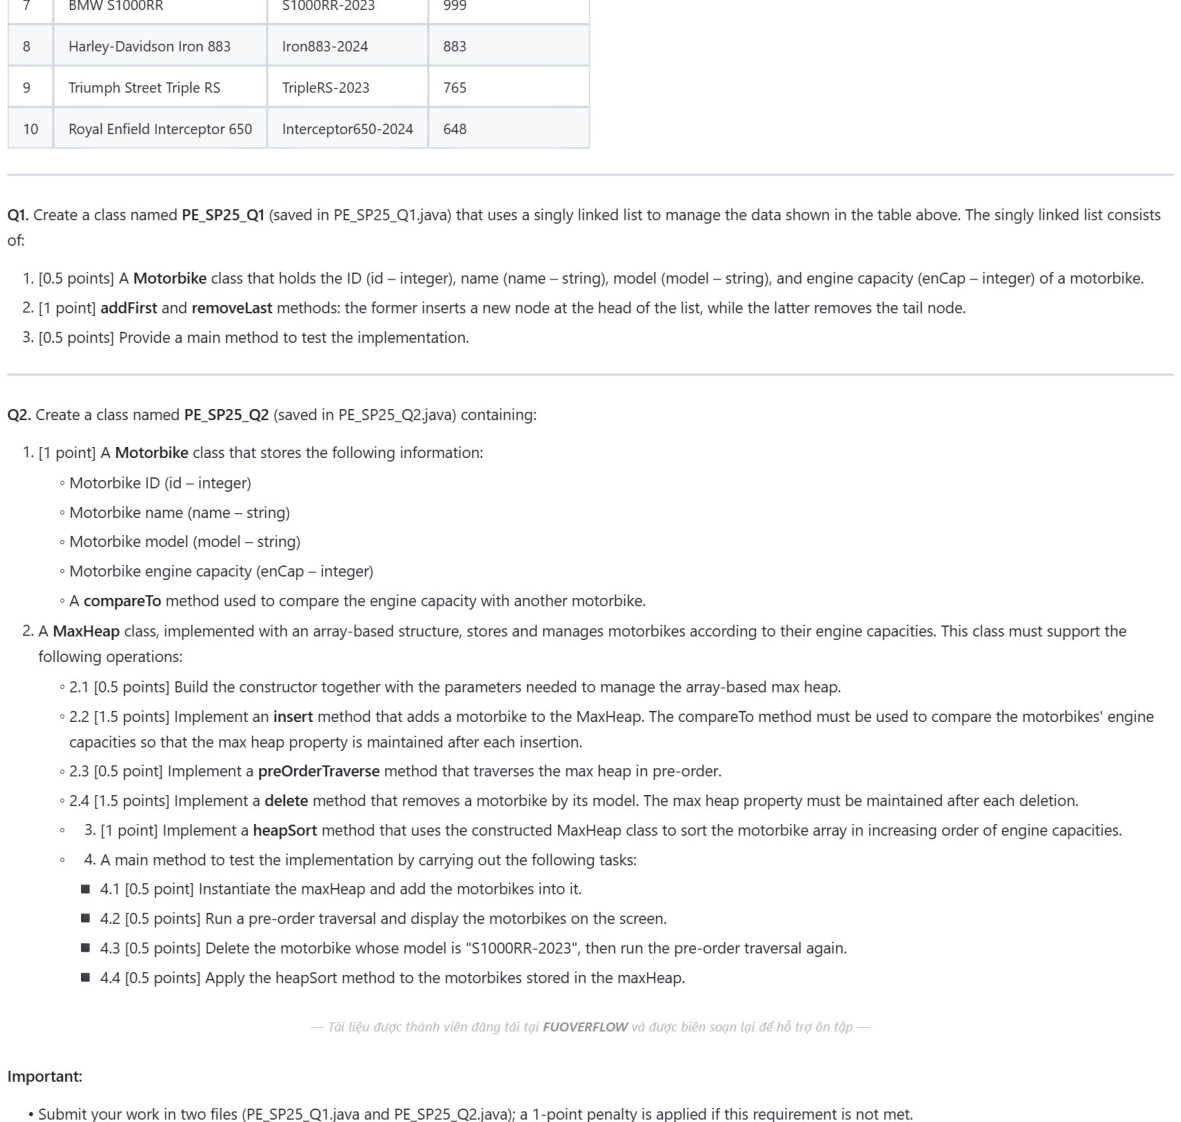 7 BMW S1000RR S1000RR-2023 999
8 Harley-Davidson Iron 883 Iron883-2024 883
9 Triumph Street Triple RS TripleRS-2023 765
10 Royal Enfield Interceptor 650 Interceptor650-2024 648
Q1. Create a class named PE_SP25_Q1 (saved in PE_SP25_Q1.java) that uses a singly linked list to manage the data shown in the table above. The singly linked list consists
of:
1. [0.5 points] A Motorbike class that holds the ID (id – integer), name (name – string), model (model – string), and engine capacity (enCap – integer) of a motorbike.
2. [1 point] addFirst and removeLast methods: the former inserts a new node at the head of the list, while the latter removes the tail node.
3. [0.5 points] Provide a main method to test the implementation.
Q2. Create a class named PE_SP25_Q2 (saved in PE_SP25_Q2.java) containing:
1. [1 point] A Motorbike class that stores the following information:
◦ Motorbike ID (id – integer)
◦ Motorbike name (name – string)
◦ Motorbike model (model – string)
◦ Motorbike engine capacity (enCap – integer)
◦ A compareTo method used to compare the engine capacity with another motorbike.
2. A MaxHeap class, implemented with an array-based structure, stores and manages motorbikes according to their engine capacities. This class must support the
following operations:
◦ 2.1 [0.5 points] Build the constructor together with the parameters needed to manage the array-based max heap.
◦ 2.2 [1.5 points] Implement an insert method that adds a motorbike to the MaxHeap. The compareTo method must be used to compare the motorbikes' engine
capacities so that the max heap property is maintained after each insertion.
◦ 2.3 [0.5 point] Implement a preOrderTraverse method that traverses the max heap in pre-order.
◦ 2.4 [1.5 points] Implement a delete method that removes a motorbike by its model. The max heap property must be maintained after each deletion.
◦ 3. [1 point] Implement a heapSort method that uses the constructed MaxHeap class to sort the motorbike array in increasing order of engine capacities.
◦ 4. A main method to test the implementation by carrying out the following tasks:
■ 4.1 [0.5 point] Instantiate the maxHeap and add the motorbikes into it.
■ 4.2 [0.5 points] Run a pre-order traversal and display the motorbikes on the screen.
■ 4.3 [0.5 points] Delete the motorbike whose model is "S1000RR-2023", then run the pre-order traversal again.
■ 4.4 [0.5 points] Apply the heapSort method to the motorbikes stored in the maxHeap.
— Tài liệu được thành viên đăng tải tại FUOVERFLOW và được biên soạn lại để hỗ trợ ôn tập —
Important:
• Submit your work in two files (PE_SP25_Q1.java and PE_SP25_Q2.java); a 1-point penalty is applied if this requirement is not met.